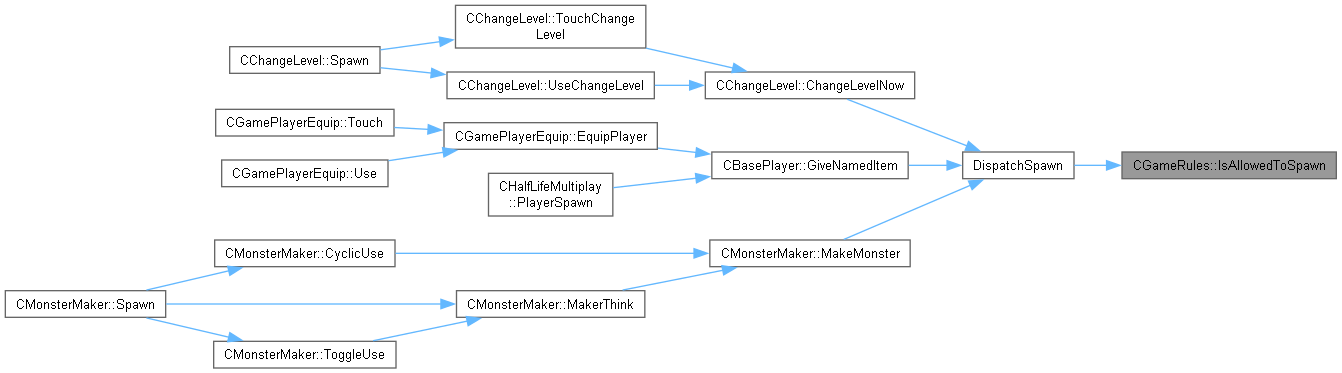 CChangeLevel::TouchChange
Level
CChangeLevel::Spawn
CChangeLevel::UseChangeLevel
CChangeLevel::ChangeLevelNow
CGamePlayerEquip::Touch
CGamePlayerEquip::EquipPlayer
CGamePlayerEquip::Use
CBasePlayer::GiveNamedItem
DispatchSpawn
CGameRules::IsAllowedToSpawn
CHalfLifeMultiplay
::PlayerSpawn
CMonsterMaker::CyclicUse
CMonsterMaker::MakeMonster
CMonsterMaker::Spawn
CMonsterMaker::MakerThink
CMonsterMaker::ToggleUse